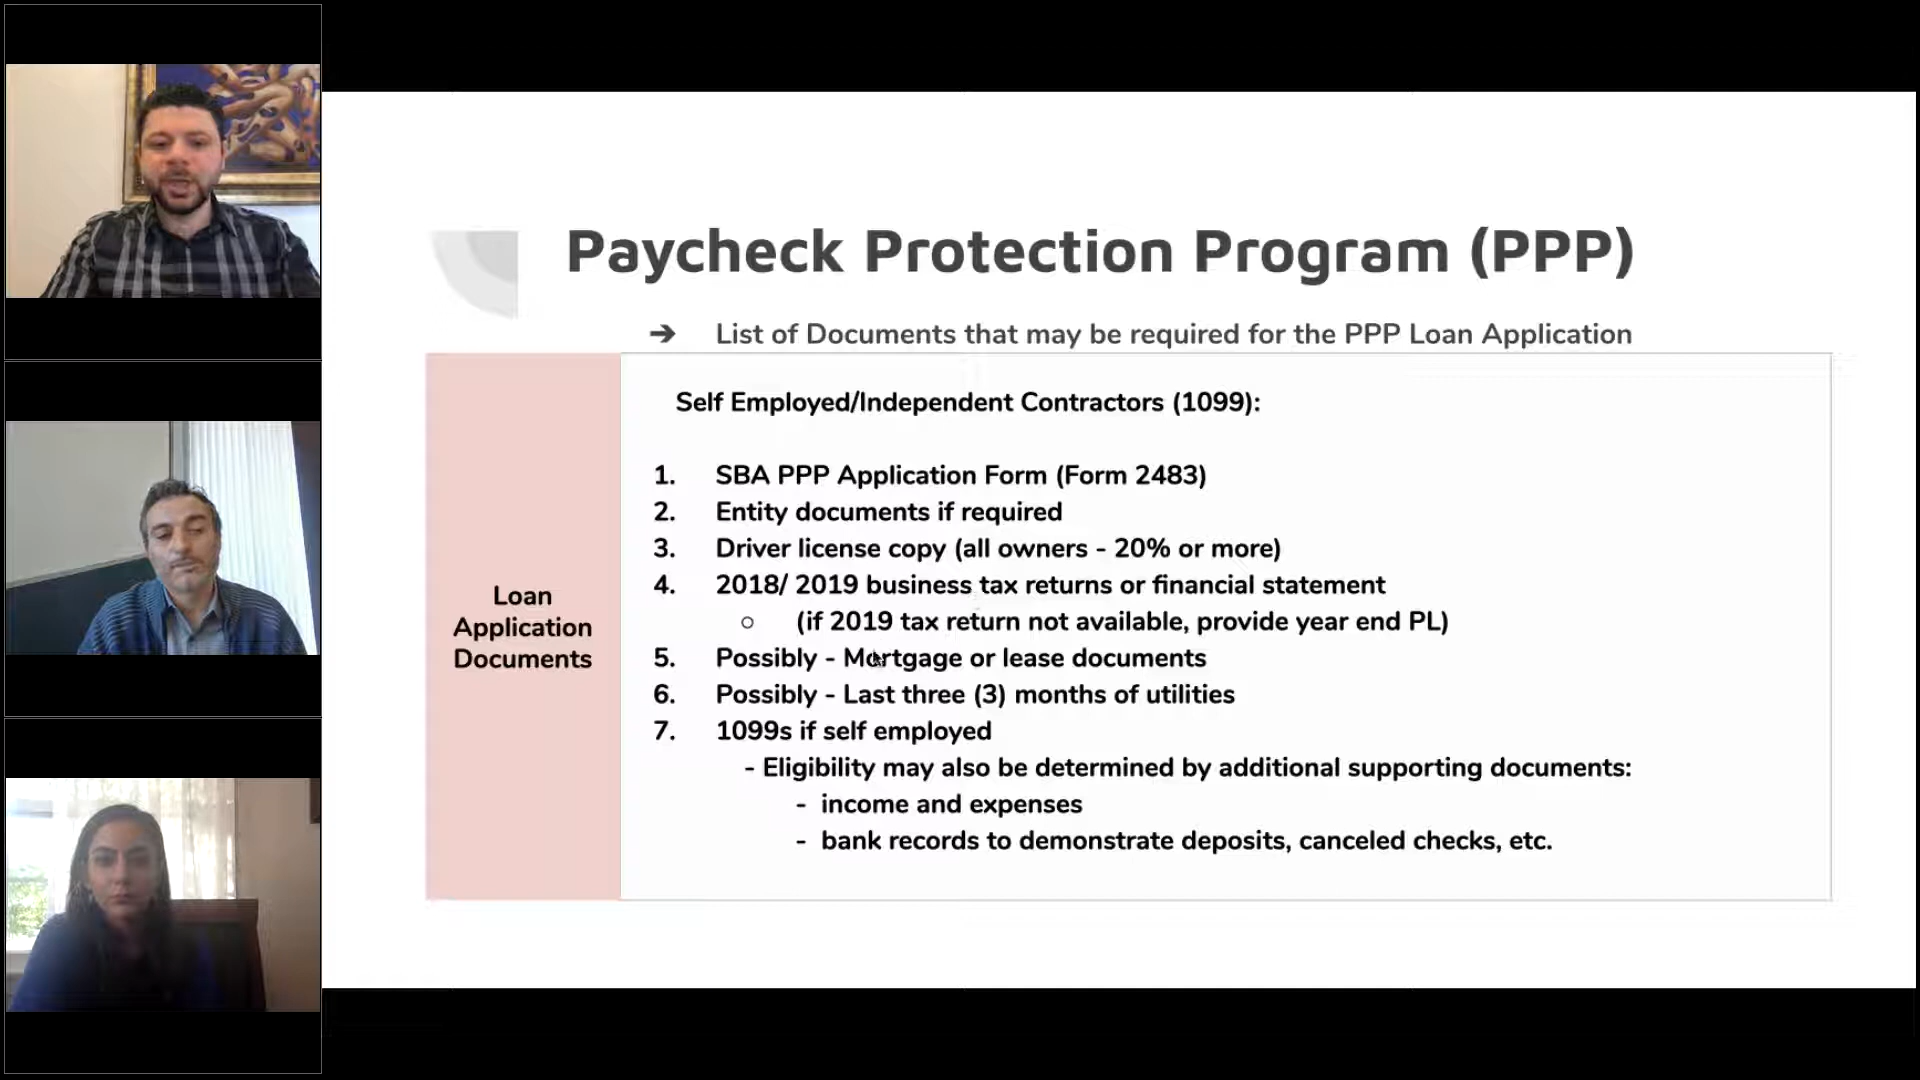 Paycheck Protection Program (PPP)
➔ List of Documents that may be required for the PPP Loan Application
Loan
Application
Documents
Self Employed/Independent Contractors (1099):
1. SBA PPP Application Form (Form 2483)
2. Entity documents if required
3. Driver license copy (all owners - 20% or more)
4. 2018/ 2019 business tax returns or financial statement
○ (if 2019 tax return not available, provide year end PL)
5. Possibly - Mortgage or lease documents
6. Possibly - Last three (3) months of utilities
7. 1099s if self employed
- Eligibility may also be determined by additional supporting documents:
- income and expenses
- bank records to demonstrate deposits, canceled checks, etc.